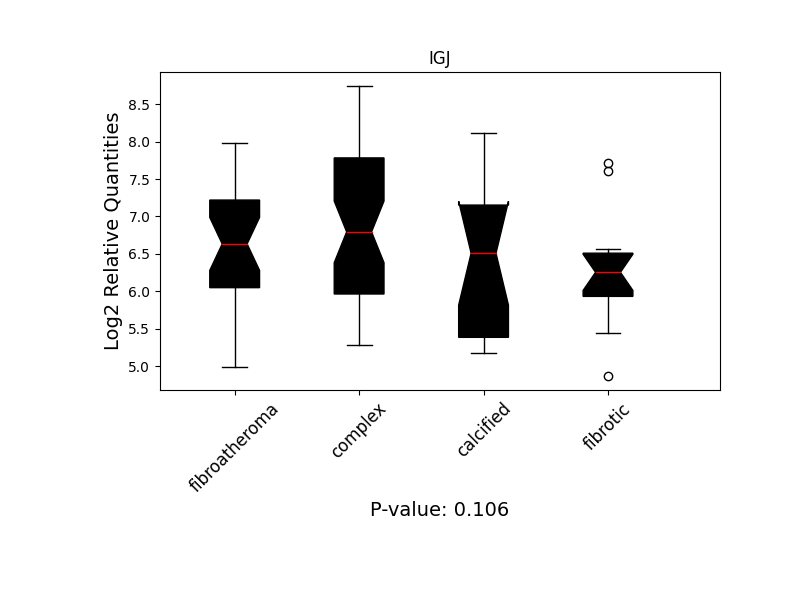 IGJ
Log2 Relative Quantities
8.5
8.0
7.5
7.0
6.5
6.0
5.5
5.0
fibroatheroma
complex
calcified
fibrotic
P-value: 0.106